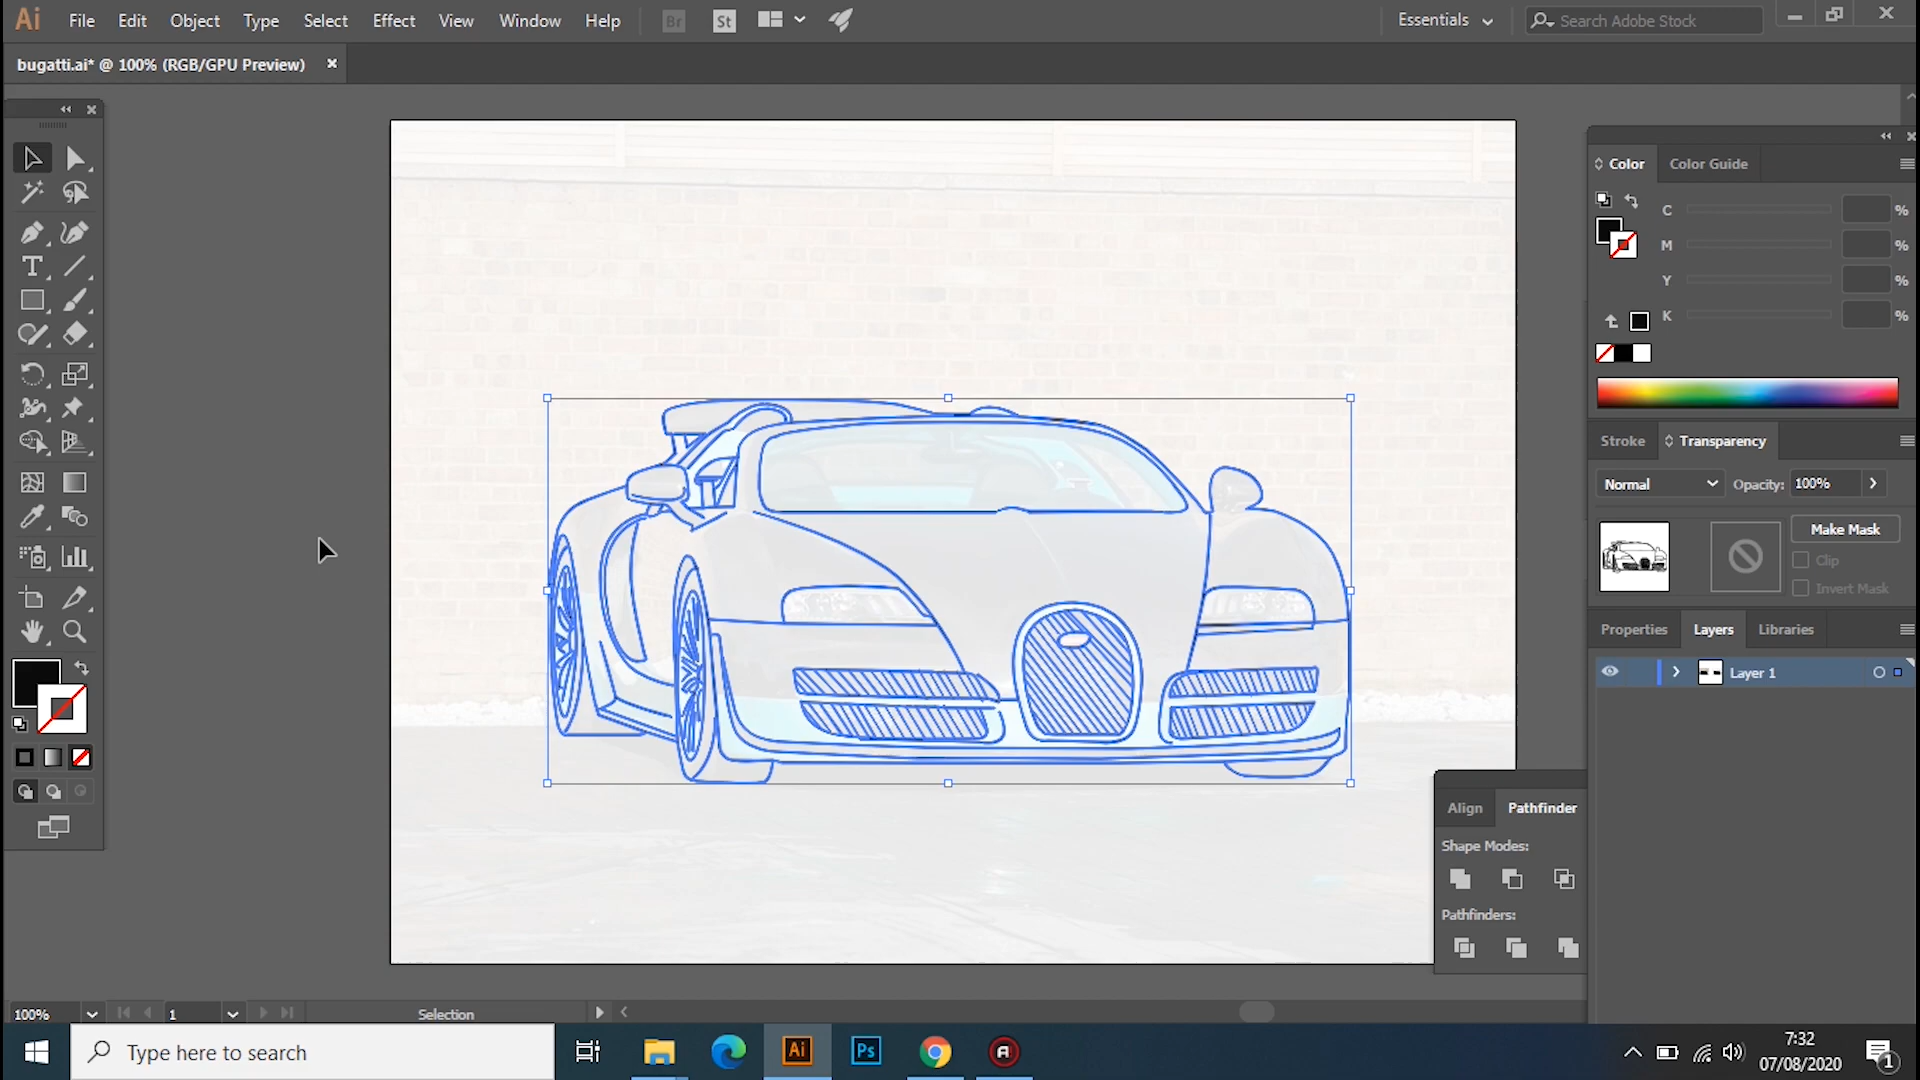 Ai File Edit Object Type Select Effect View Window Help Br St Essentials Search Adobe Stock
bugatti.ai* @ 100% (RGB/GPU Preview)
Color Color Guide
C %
M %
Y %
K %
Stroke Transparency
Normal Opacity: 100%
Make Mask
Clip
Invert Mask
Properties Layers Libraries
Layer 1
Align Pathfinder
Shape Modes:
Pathfinders:
100% 1 Selection
Type here to search Ai Ps
7:32
07/08/2020
1